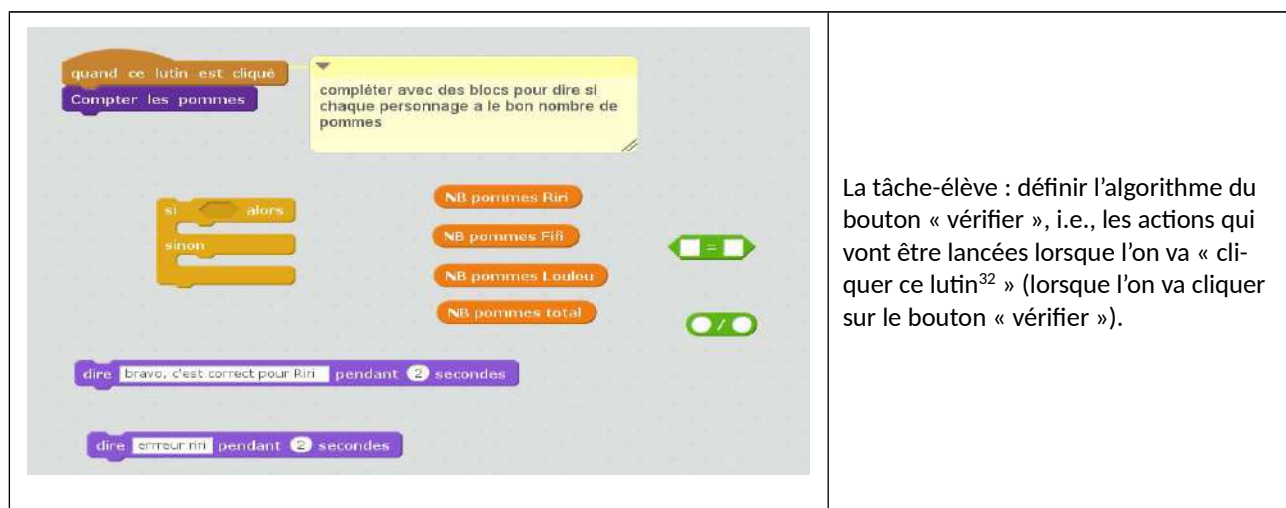 quand ce lutin est cliqué
Compter les pommes
compléter avec des blocs pour dire si
chaque personnage a le bon nombre de
pommes
si alors
sinon
NB pommes Riri
NB pommes Fifi
NB pommes Loulou
NB pommes total
=
/
dire bravo, c'est correct pour Riri pendant 2 secondes
dire errreur riri pendant 2 secondes
La tâche-élève : définir l’algorithme du
bouton « vérifier », i.e., les actions qui
vont être lancées lorsque l’on va « cli-
quer ce lutin32 » (lorsque l’on va cliquer
sur le bouton « vérifier »).